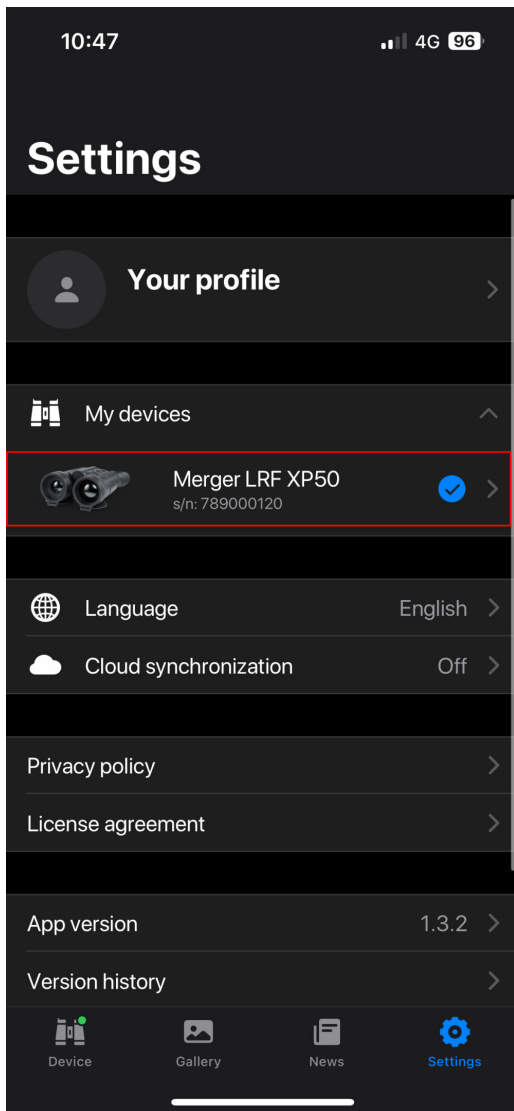 10:47
4G 96
Settings
Your profile
My devices
Merger LRF XP50
s/n: 789000120
Language English
Cloud synchronization Off
Privacy policy
License agreement
App version 1.3.2
Version history
Device Gallery News Settings